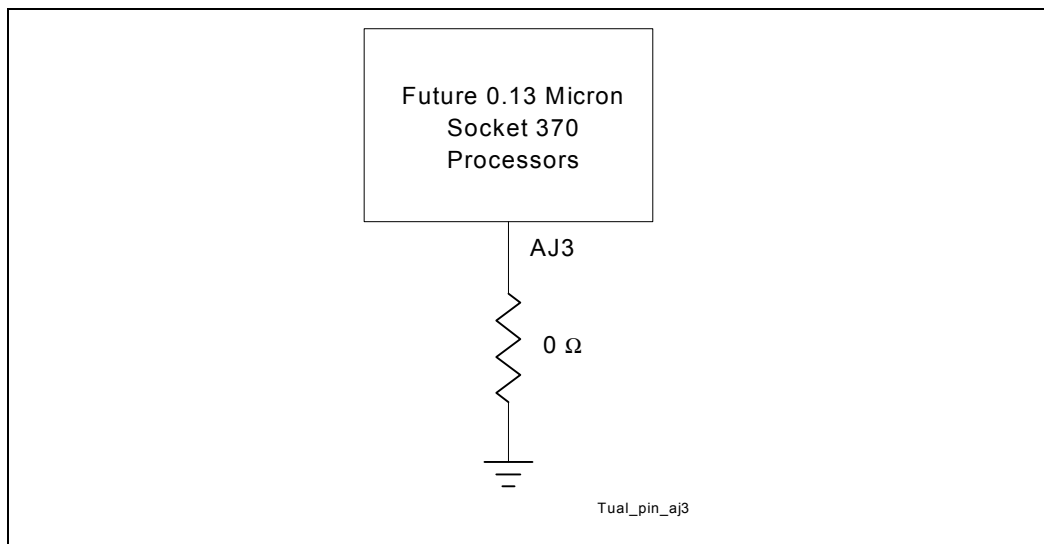 Future 0.13 Micron
Socket 370
Processors
AJ3
0 Ω
Tual_pin_aj3